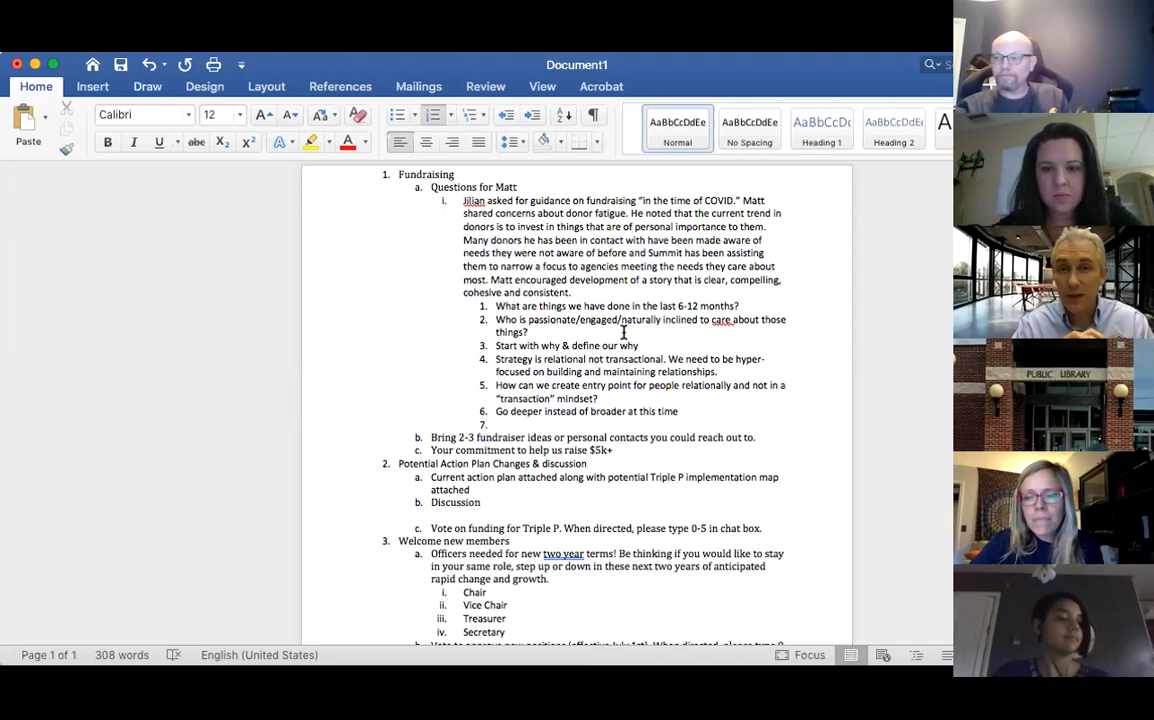 Document1
Home Insert Draw Design Layout References Mailings Review View Acrobat
Calibri 12
Paste
AaBbCcDdEe AaBbCcDdEe AaBbCcDc AaBbCcDdEe
Normal No Spacing Heading 1 Heading 2
1. Fundraising
a. Questions for Matt
i. Jilian asked for guidance on fundraising “in the time of COVID.” Matt
shared concerns about donor fatigue. He noted that the current trend in
donors is to invest in things that are of personal importance to them.
Many donors he has been in contact with have been made aware of
needs they were not aware of before and Summit has been assisting
them to narrow a focus to agencies meeting the needs they care about
most. Matt encouraged development of a story that is clear, compelling,
cohesive and consistent.
1. What are things we have done in the last 6-12 months?
2. Who is passionate/engaged/naturally inclined to care about those
things?
3. Start with why & define our why
4. Strategy is relational not transactional. We need to be hyper-
focused on building and maintaining relationships.
5. How can we create entry point for people relationally and not in a
“transaction” mindset?
6. Go deeper instead of broader at this time
7.
b. Bring 2-3 fundraiser ideas or personal contacts you could reach out to.
c. Your commitment to help us raise $5k+
2. Potential Action Plan Changes & discussion
a. Current action plan attached along with potential Triple P implementation map
attached
b. Discussion
c. Vote on funding for Triple P. When directed, please type 0-5 in chat box.
3. Welcome new members
a. Officers needed for new two year terms! Be thinking if you would like to stay
in your same role, step up or down in these next two years of anticipated
rapid change and growth.
i. Chair
ii. Vice Chair
iii. Treasurer
iv. Secretary
b. Vote to approve new positions (effective July 1st). When directed, please type 0
Page 1 of 1 308 words English (United States) Focus
PUBLIC LIBRARY